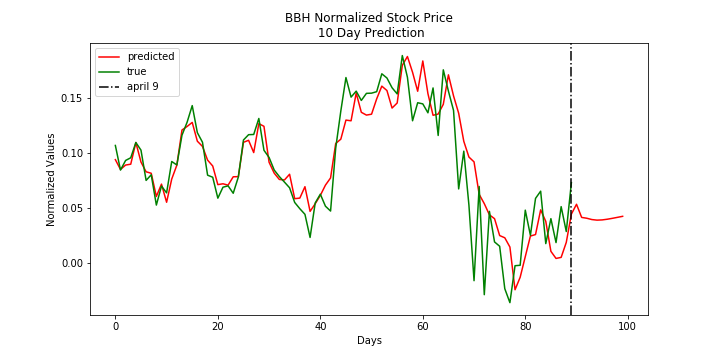 BBH Normalized Stock Price
10 Day Prediction
predicted
true
april 9
Normalized Values
0.15
0.10
0.05
0.00
0
20
40
60
80
100
Days